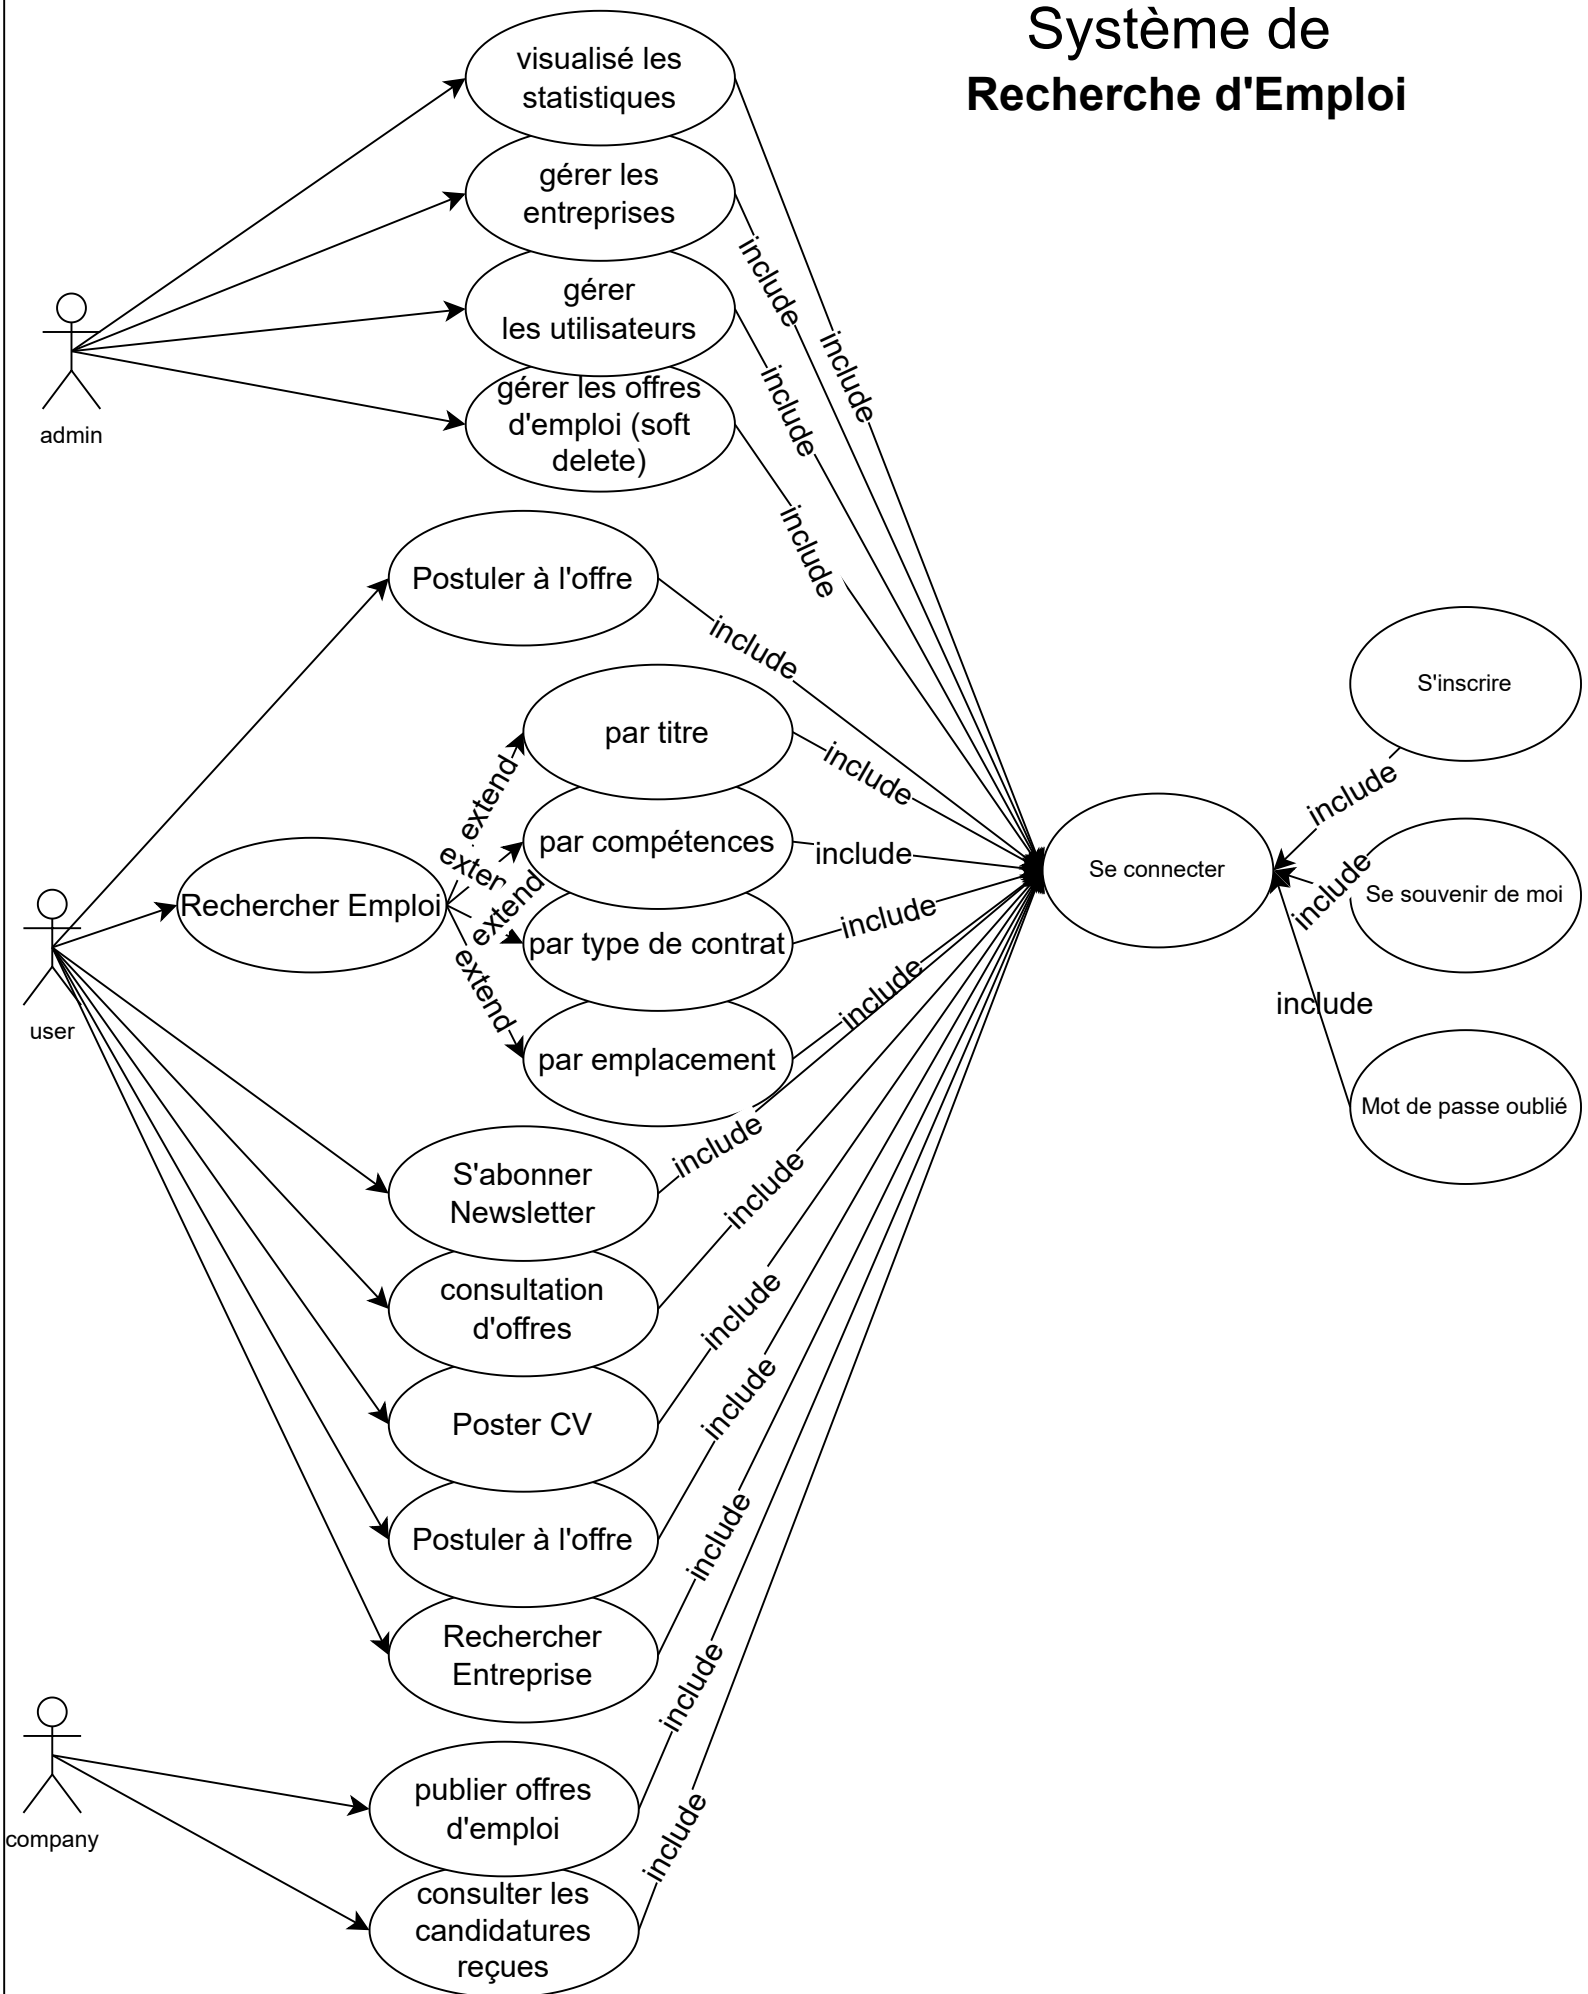 Système de
Recherche d'Emploi
visualisé les
statistiques
gérer les
entreprises
gérer
les utilisateurs
gérer les offres
d'emploi (soft
delete)
include
include
include
include
admin
Postuler à l'offre
include
par titre
include
par compétences
include
par type de contrat
include
par emplacement
include
extend
exten
extend
extend
Rechercher Emploi
user
S'abonner
Newsletter
include
consultation
d'offres
include
Poster CV
include
Postuler à l'offre
include
Rechercher
Entreprise
include
publier offres
d'emploi
include
consulter les
candidatures
reçues
include
company
Se connecter
S'inscrire
include
Se souvenir de moi
include
Mot de passe oublié
include